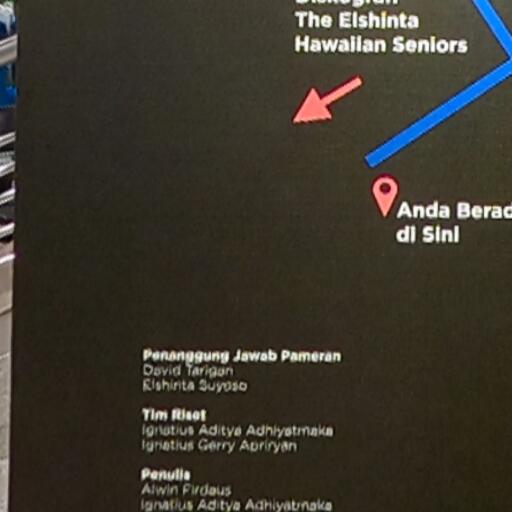 Diskografi
The Elshinta
Hawaiian Seniors
Anda Berad
di Sini
Penanggung Jawab Pameran
David Tarigan
Elshinta Suyoso
Tim Riset
Ignatius Aditya Adhiyatmaka
Ignatius Gerry Apriryan
Penulis
Alwin Firdaus
Ignatius Aditya Adhiyatmaka